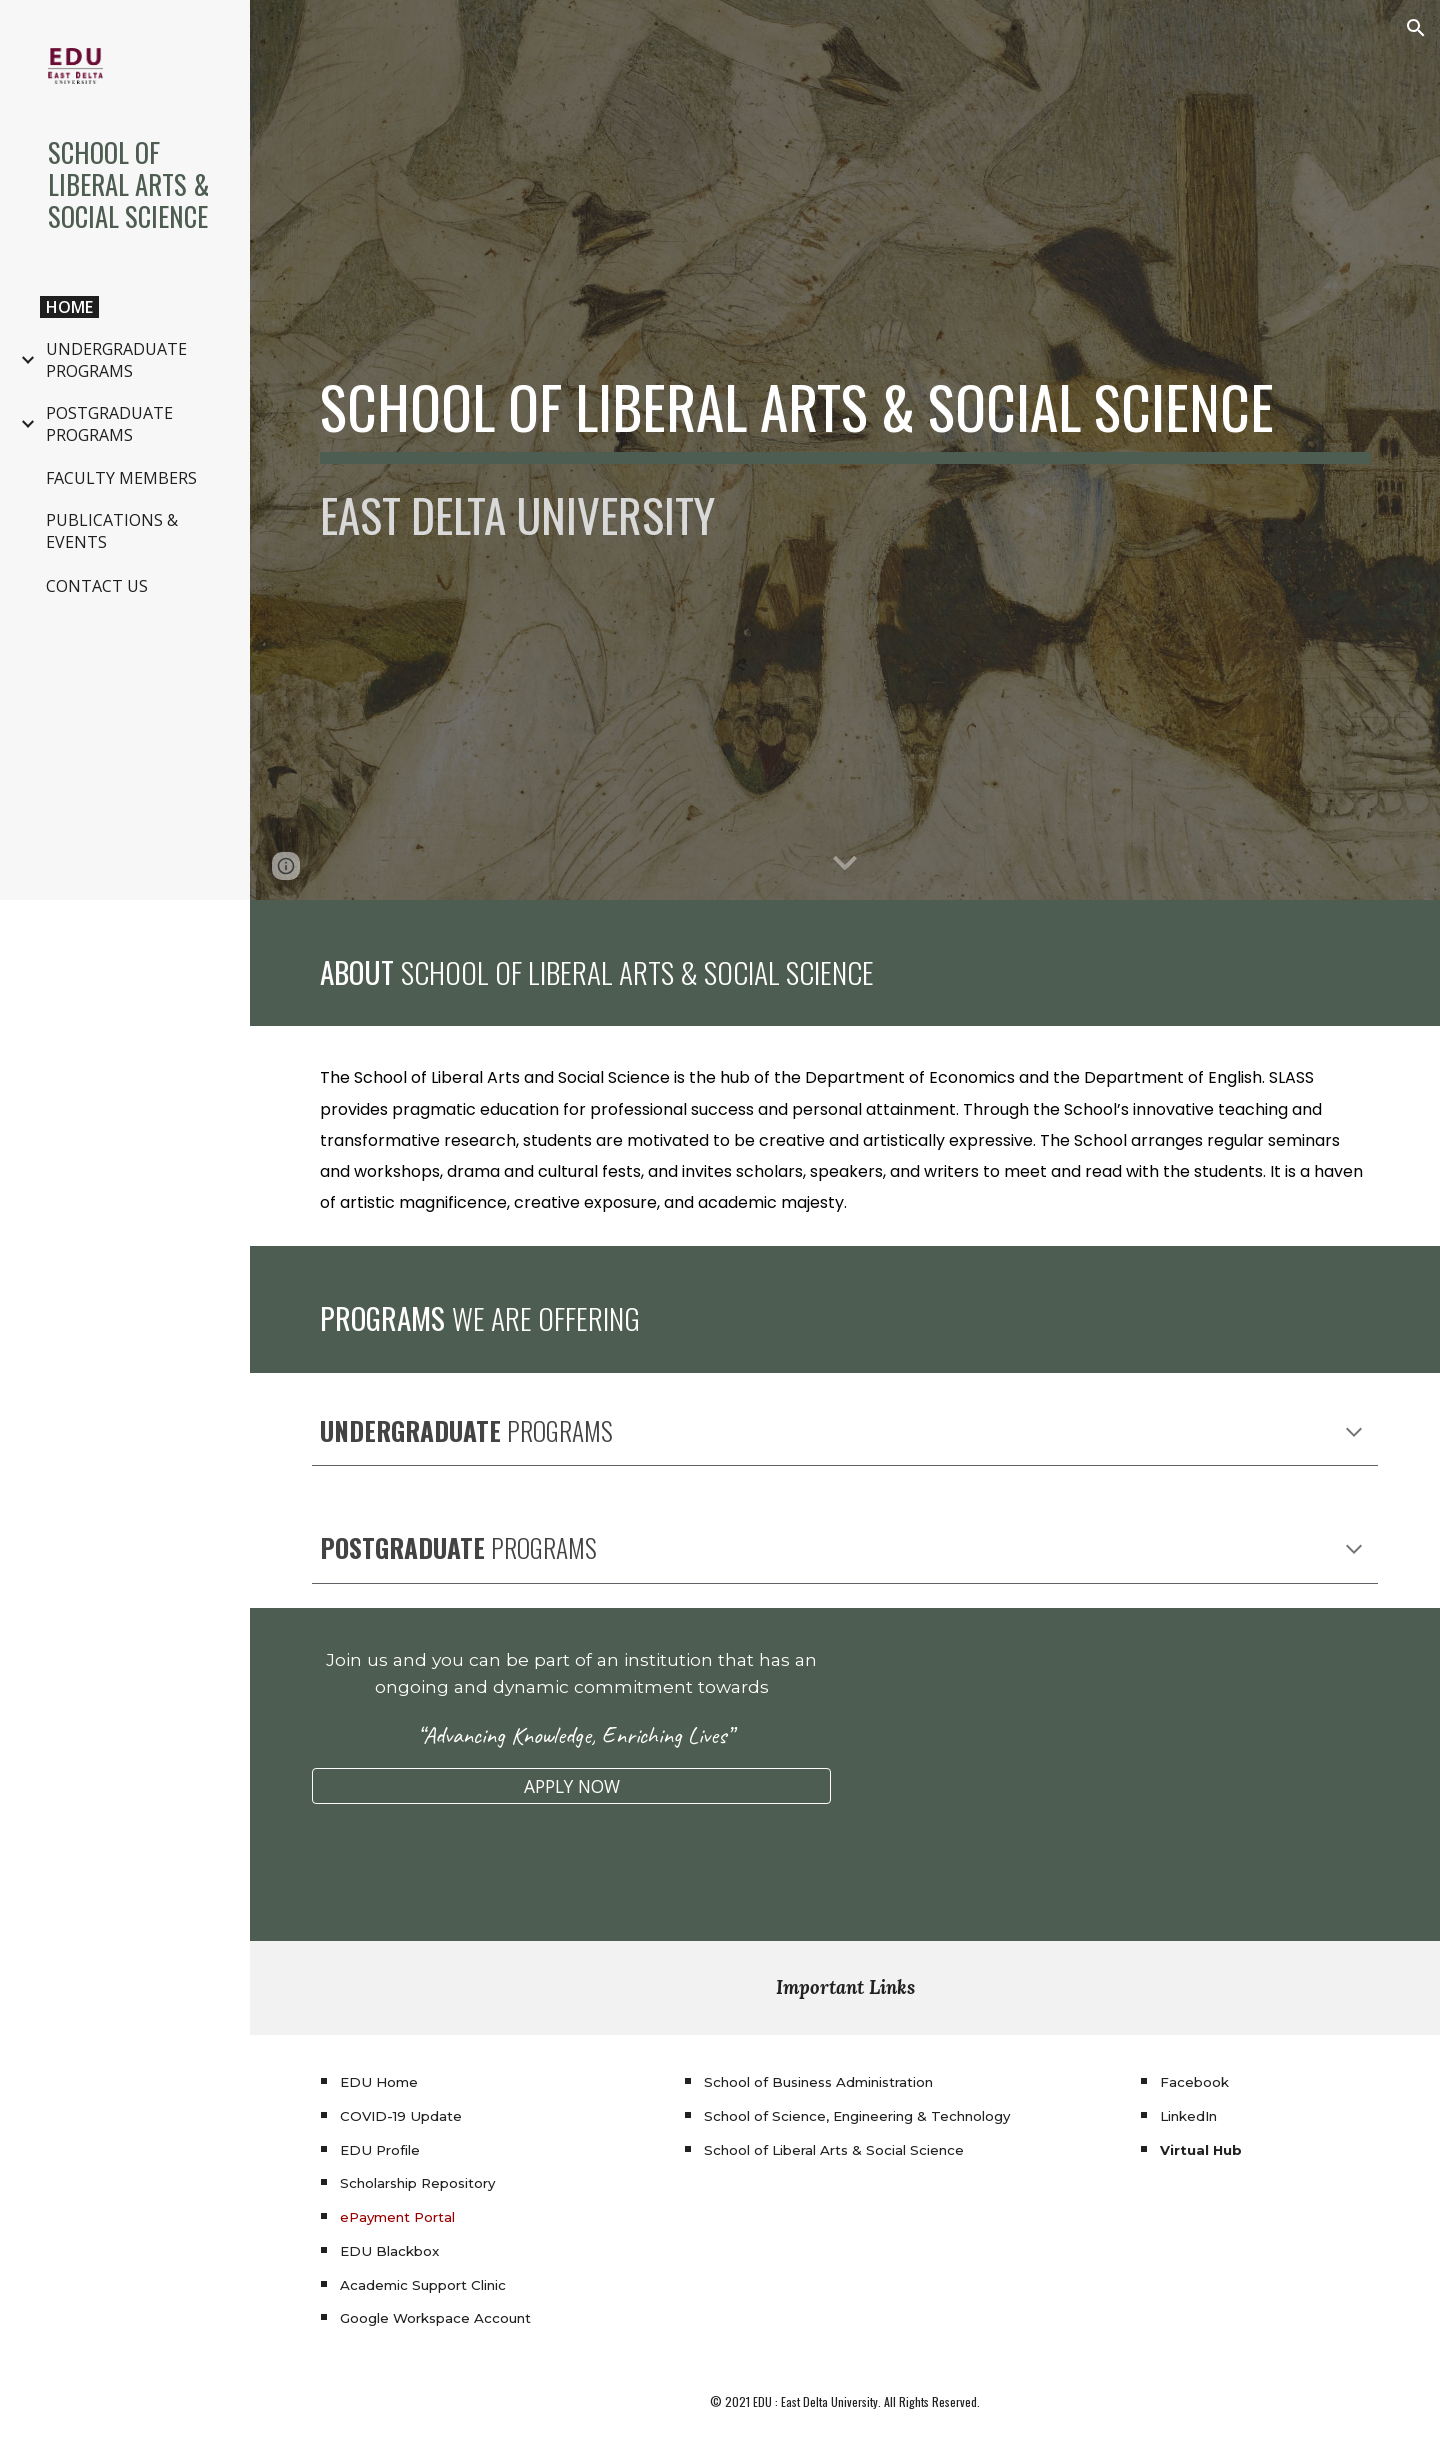 EDU
EAST DELTA
UNIVERSITY
SCHOOL OF
LIBERAL ARTS &
SOCIAL SCIENCE
HOME
UNDERGRADUATE
PROGRAMS
POSTGRADUATE
PROGRAMS
FACULTY MEMBERS
PUBLICATIONS &
EVENTS
CONTACT US
SCHOOL OF LIBERAL ARTS & SOCIAL SCIENCE
EAST DELTA UNIVERSITY
ABOUT SCHOOL OF LIBERAL ARTS & SOCIAL SCIENCE
The School of Liberal Arts and Social Science is the hub of the Department of Economics and the Department of English. SLASS
provides pragmatic education for professional success and personal attainment. Through the School’s innovative teaching and
transformative research, students are motivated to be creative and artistically expressive. The School arranges regular seminars
and workshops, drama and cultural fests, and invites scholars, speakers, and writers to meet and read with the students. It is a haven
of artistic magnificence, creative exposure, and academic majesty.
PROGRAMS WE ARE OFFERING
UNDERGRADUATE PROGRAMS
POSTGRADUATE PROGRAMS
Join us and you can be part of an institution that has an
ongoing and dynamic commitment towards
“Advancing Knowledge, Enriching Lives”
APPLY NOW
Important Links
EDU Home
COVID-19 Update
EDU Profile
Scholarship Repository
ePayment Portal
EDU Blackbox
Academic Support Clinic
Google Workspace Account
School of Business Administration
School of Science, Engineering & Technology
School of Liberal Arts & Social Science
Facebook
LinkedIn
Virtual Hub
© 2021 EDU : East Delta University. All Rights Reserved.